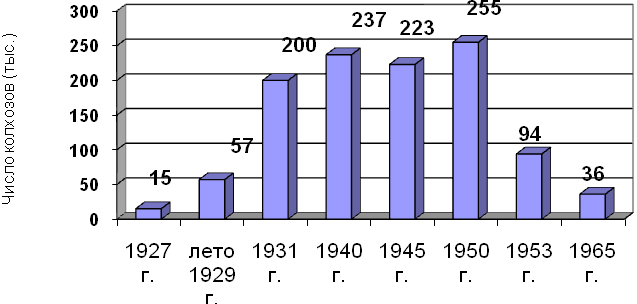 Число колхозов (тыс.)
300
250
200
150
100
50
0
15
57
200
237
223
255
94
36
1927 г.
лето 1929 г.
1931 г.
1940 г.
1945 г.
1950 г.
1953 г.
1965 г.